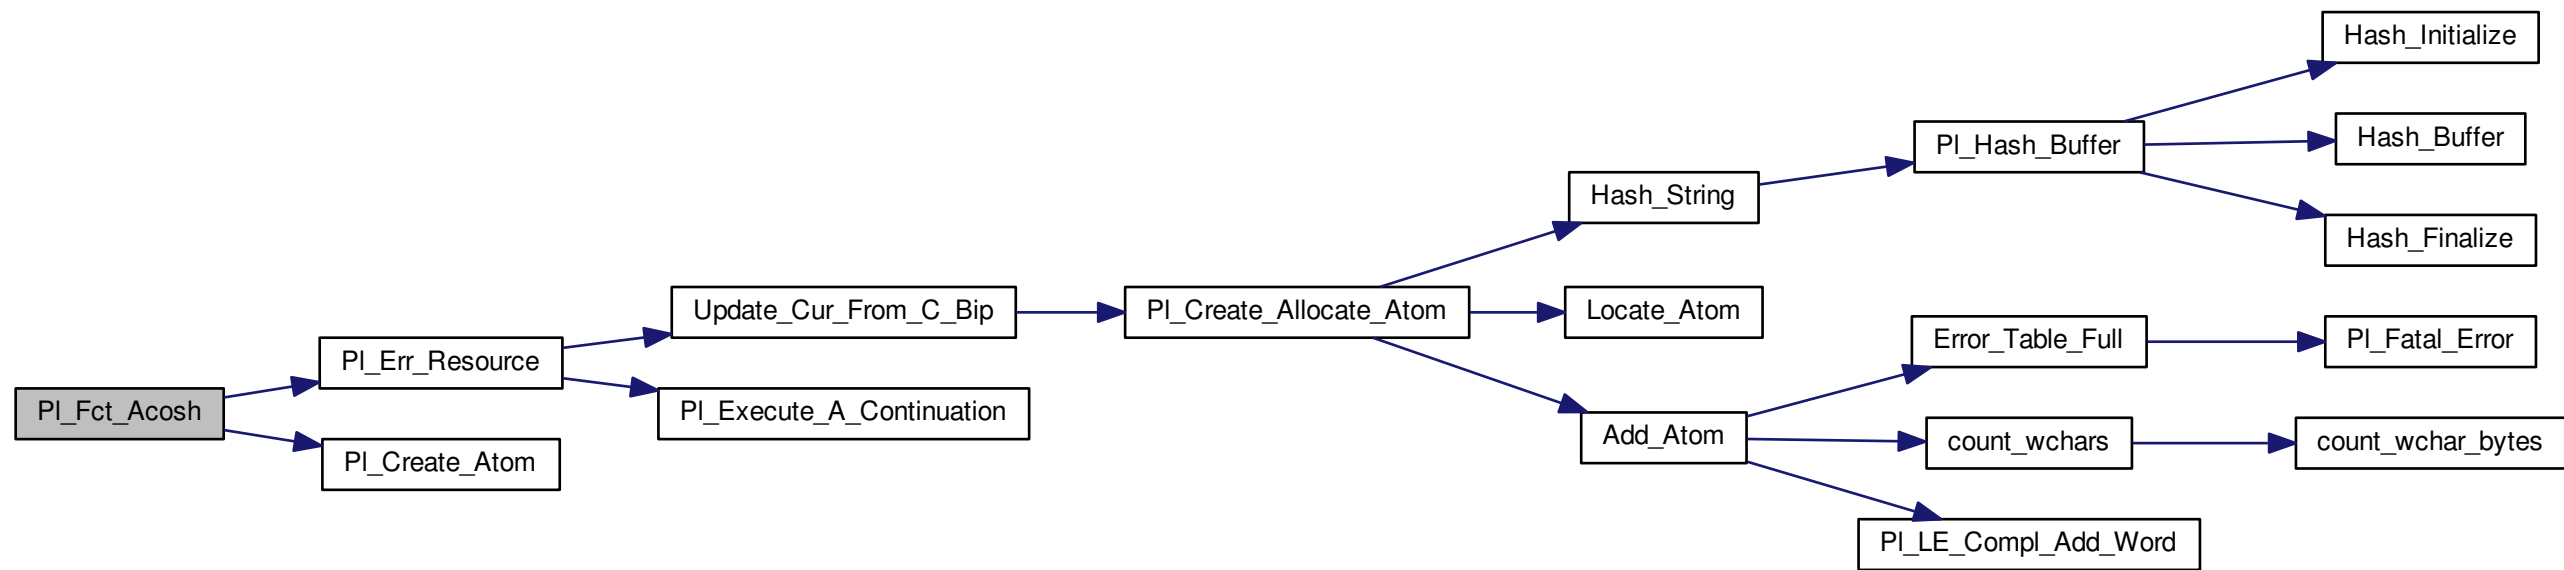 Pl_Fct_Acosh
Pl_Err_Resource
Pl_Create_Atom
Update_Cur_From_C_Bip
Pl_Execute_A_Continuation
Pl_Create_Allocate_Atom
Hash_String
Locate_Atom
Add_Atom
Pl_Hash_Buffer
Error_Table_Full
count_wchars
Pl_LE_Compl_Add_Word
Hash_Initialize
Hash_Buffer
Hash_Finalize
Pl_Fatal_Error
count_wchar_bytes